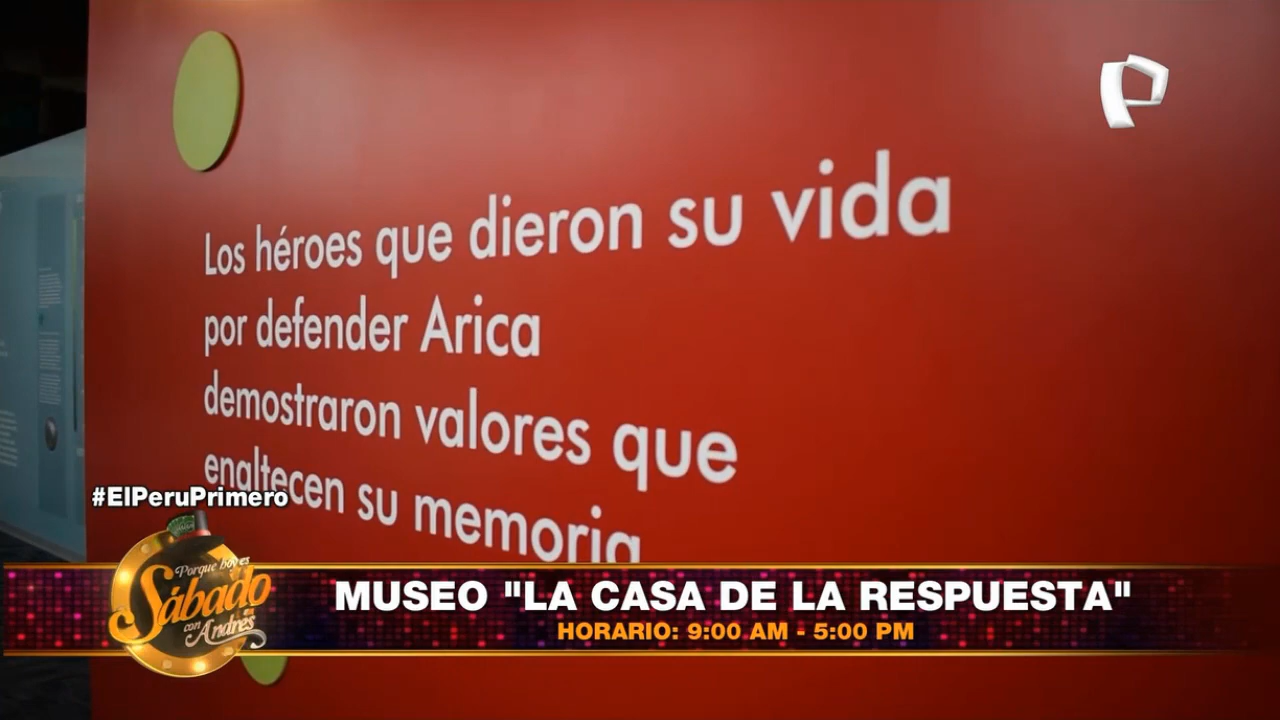 P
Los héroes que dieron su vida
por defender Arica
demostraron valores que
enaltecen su memoria
#ElPeruPrimero
Porque hoy es
Sábado
con
Andrés
MUSEO "LA CASA DE LA RESPUESTA"
HORARIO: 9:00 AM - 5:00 PM